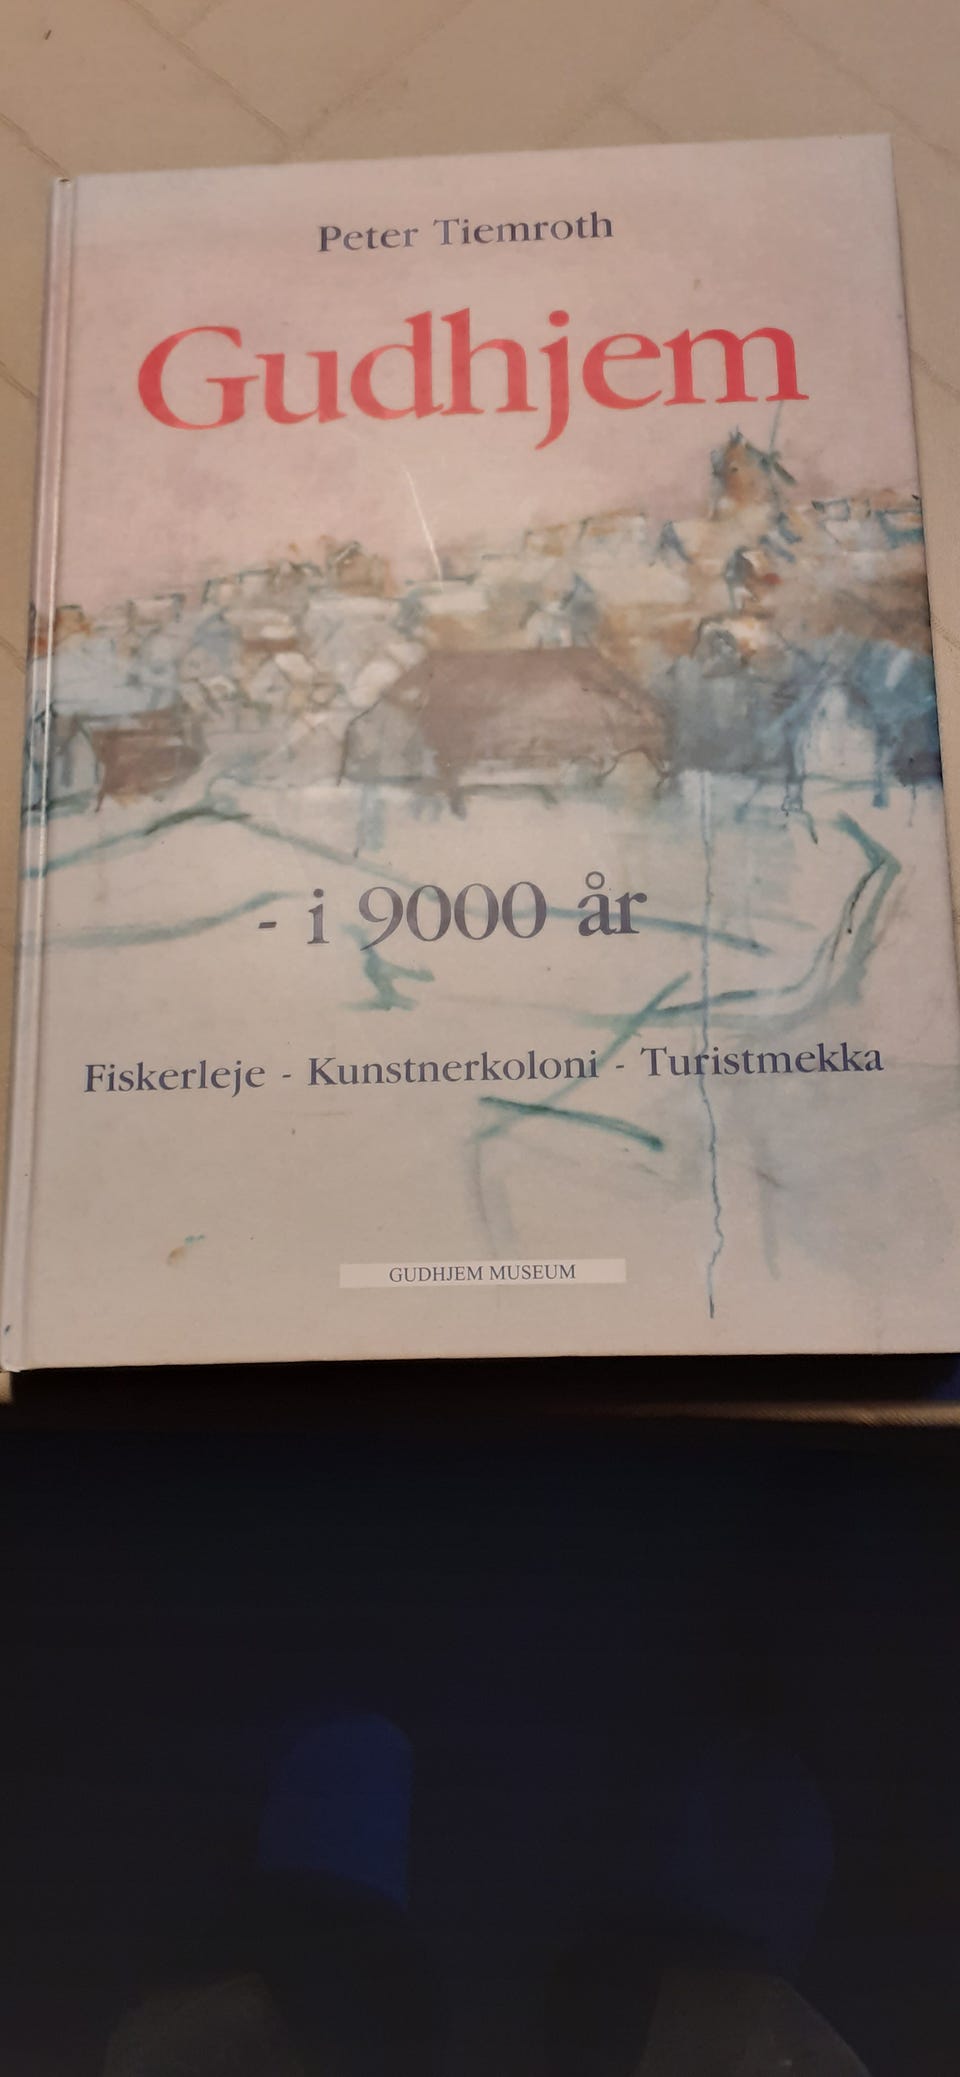 Peter Tiemroth
Gudhjem
- i 9000 år
Fiskerleje - Kunstnerkoloni - Turistmekka
GUDHJEM MUSEUM